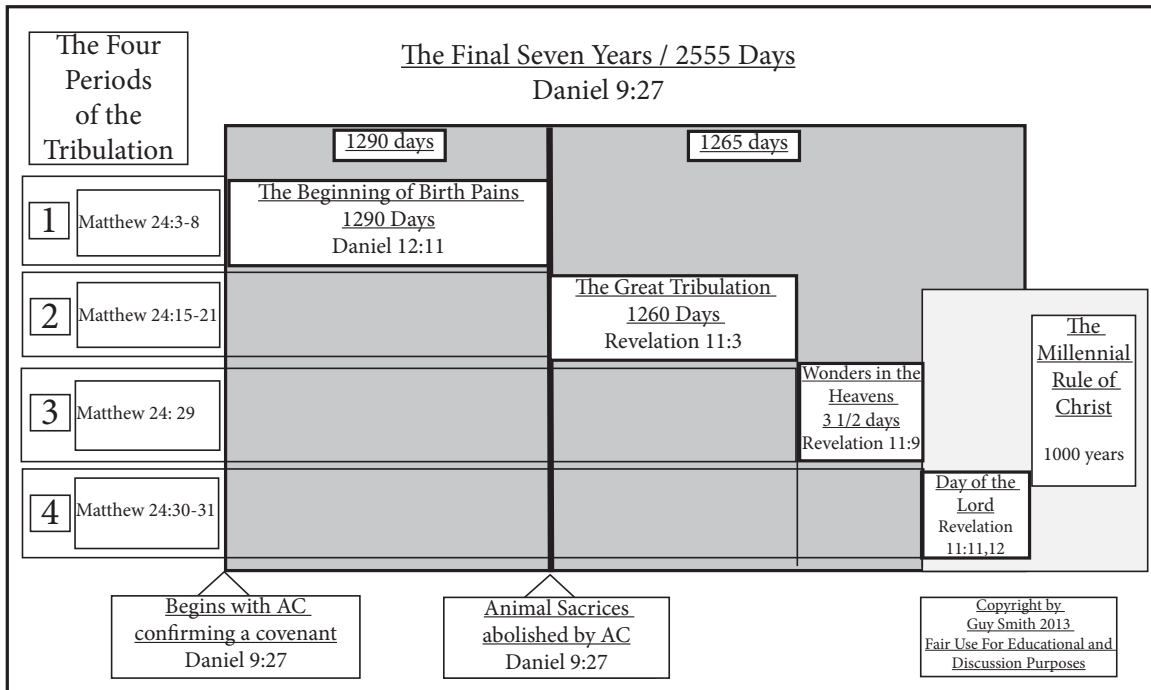 The Four
Periods
of the
Tribulation
The Final Seven Years / 2555 Days
Daniel 9:27
1290 days
1265 days
1
Matthew 24:3-8
The Beginning of Birth Pains
1290 Days
Daniel 12:11
2
Matthew 24:15-21
The Great Tribulation
1260 Days
Revelation 11:3
3
Matthew 24: 29
Wonders in the
Heavens
3 1/2 days
Revelation 11:9
The
Millennial
Rule of
Christ
1000 years
4
Matthew 24:30-31
Day of the
Lord
Revelation
11:11,12
Begins with AC
confirming a covenant
Daniel 9:27
Animal Sacrices
abolished by AC
Daniel 9:27
Copyright by
Guy Smith 2013
Fair Use For Educational and
Discussion Purposes